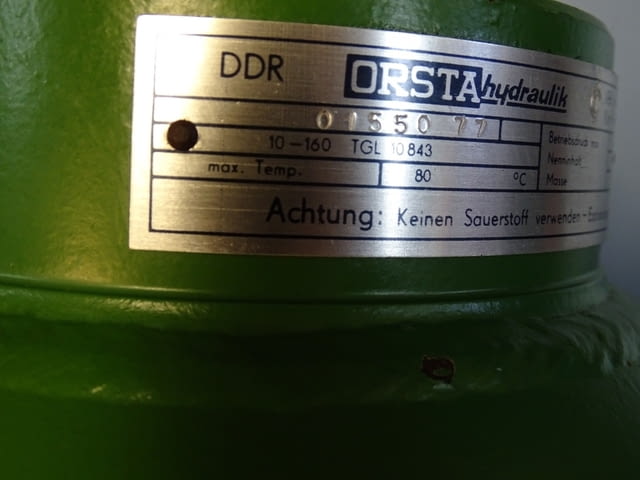 DDR ORSTA hydraulik
01550 77
10-160 TGL 10843 Betriebsdruck max
max. Temp. 80 °C Nenninhalt
Masse
Achtung: Keinen Sauerstoff verwenden -